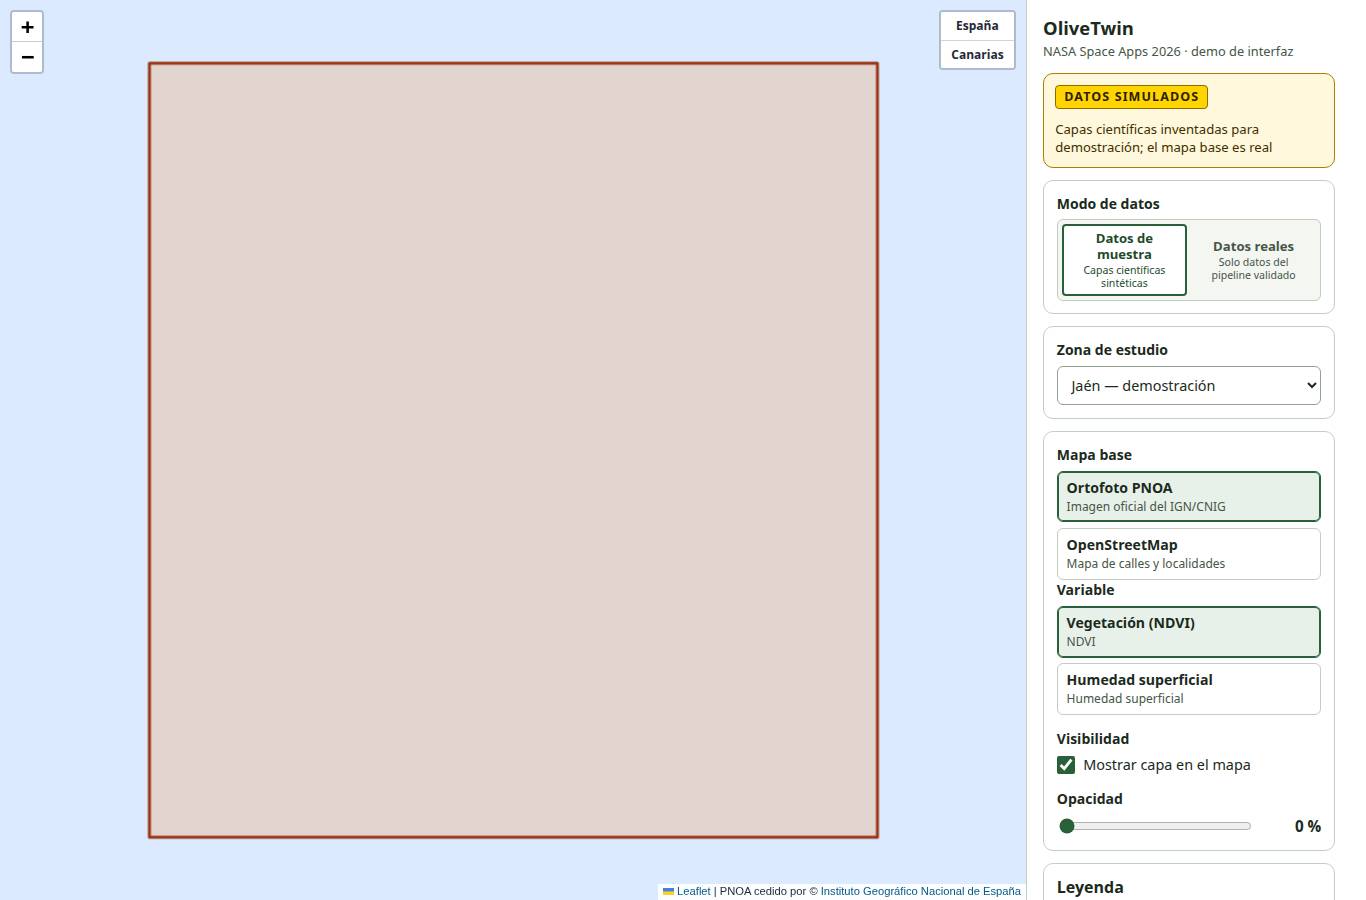 +
−
España
Canarias
Leaflet | PNOA cedido por © Instituto Geográfico Nacional de España
OliveTwin
NASA Space Apps 2026 · demo de interfaz
DATOS SIMULADOS
Capas científicas inventadas para
demostración; el mapa base es real
Modo de datos
Datos de
muestra
Capas científicas
sintéticas
Datos reales
Solo datos del
pipeline validado
Zona de estudio
Jaén — demostración
Mapa base
Ortofoto PNOA
Imagen oficial del IGN/CNIG
OpenStreetMap
Mapa de calles y localidades
Variable
Vegetación (NDVI)
NDVI
Humedad superficial
Humedad superficial
Visibilidad
Mostrar capa en el mapa
Opacidad
0 %
Leyenda